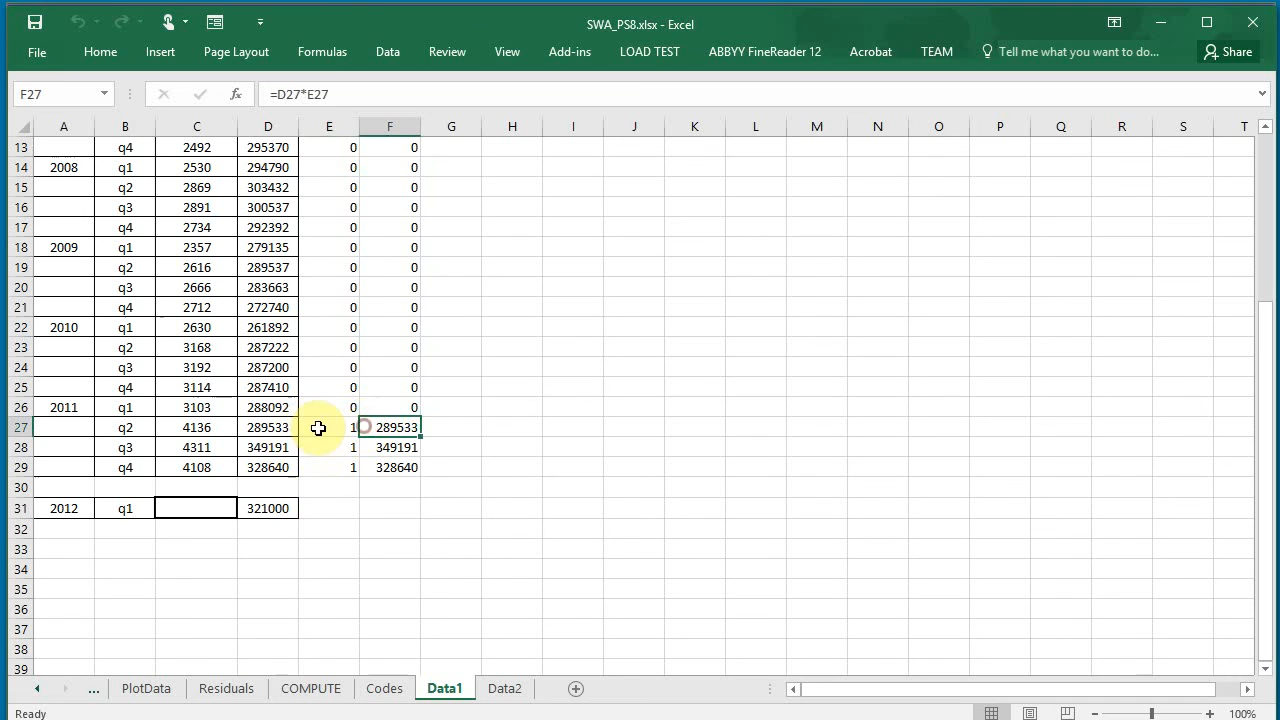 SWA_PS8.xlsx - Excel
File Home Insert Page Layout Formulas Data Review View Add-ins LOAD TEST ABBYY FineReader 12 Acrobat TEAM Tell me what you want to do... Share
F27 fx =D27*E27
A B C D E F G H I J K L M N O P Q R S T
13 q4 2492 295370 0 0
14 2008 q1 2530 294790 0 0
15 q2 2869 303432 0 0
16 q3 2891 300537 0 0
17 q4 2734 292392 0 0
18 2009 q1 2357 279135 0 0
19 q2 2616 289537 0 0
20 q3 2666 283663 0 0
21 q4 2712 272740 0 0
22 2010 q1 2630 261892 0 0
23 q2 3168 287222 0 0
24 q3 3192 287200 0 0
25 q4 3114 287410 0 0
26 2011 q1 3103 288092 0 0
27 q2 4136 289533 1 289533
28 q3 4311 349191 1 349191
29 q4 4108 328640 1 328640
30
31 2012 q1 321000
32
33
34
35
36
37
38
39
... PlotData Residuals COMPUTE Codes Data1 Data2
Ready 100%